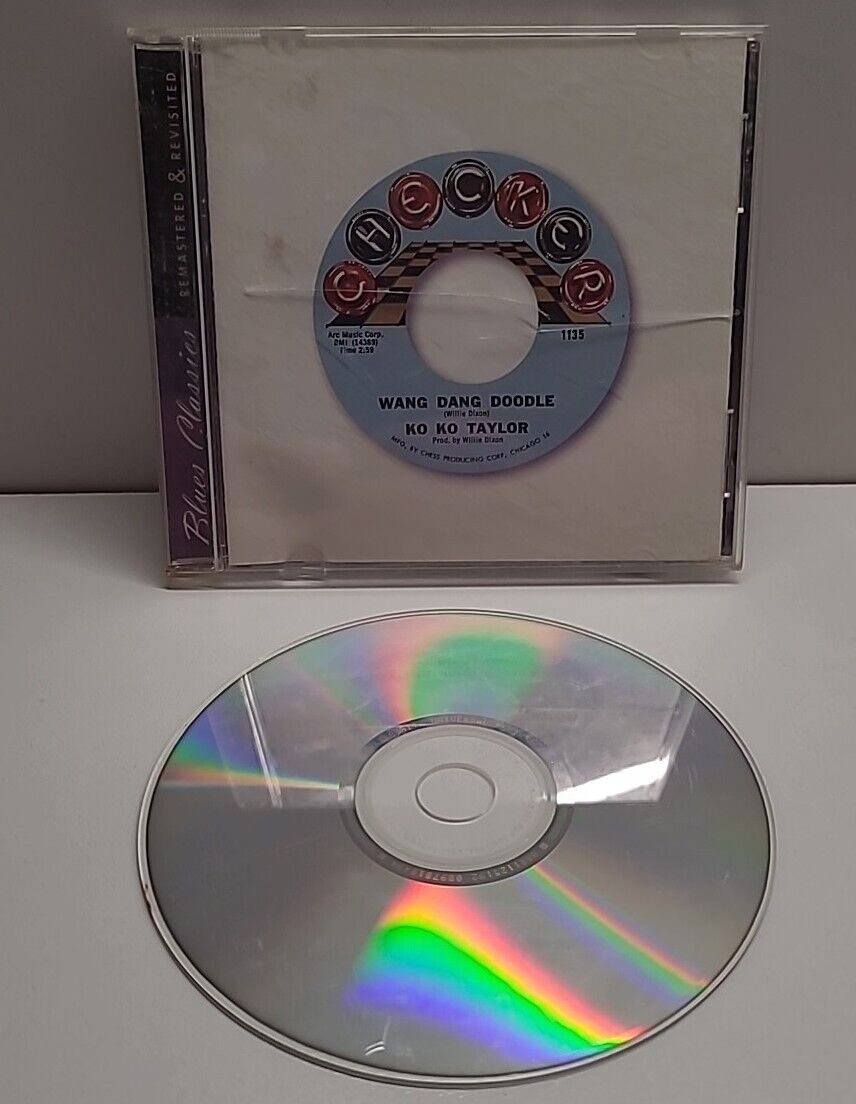 Blues Classics REMASTERED & REVISITED
CHECKER
Arc Music Corp.
BMI (14389)
Time 2:59
1135
WANG DANG DOODLE
(Willie Dixon)
KO KO TAYLOR
Prod. by Willie Dixon
MFG. BY CHESS PRODUCING CORP. CHICAGO 16